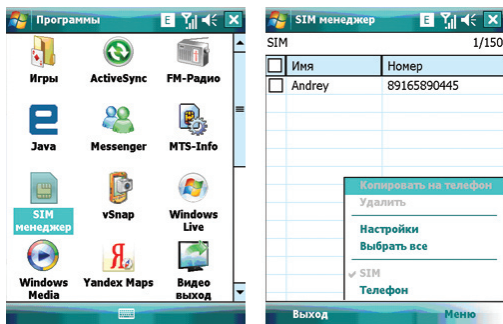 Программы
E
Игры
ActiveSync
FM-Радио
Java
Messenger
MTS-Info
SIM
менеджер
vSnap
Windows
Live
Windows
Media
Yandex Maps
Видео
выход
SIM менеджер
E
SIM 1/150
Имя Номер
Andrey 89165890445
Копировать на телефон
Удалить
Настройки
Выбрать все
SIM
Телефон
Выход Меню